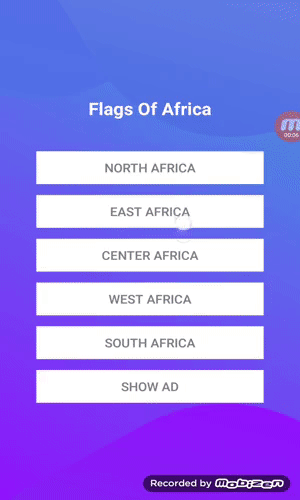 Flags Of Africa
00:06
NORTH AFRICA
EAST AFRICA
CENTER AFRICA
WEST AFRICA
SOUTH AFRICA
SHOW AD
Recorded by Mobizen